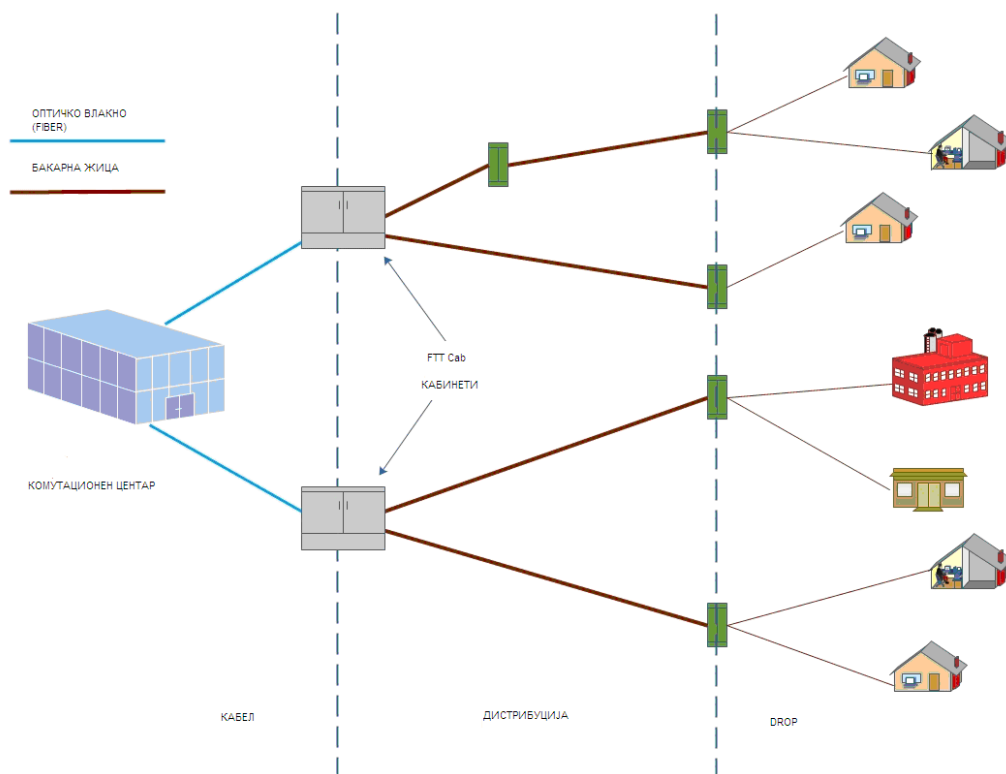 ОПТИЧКО ВЛАКНО
(FIBER)
БАКАРНА ЖИЦА
FTT Cab
КАБИНЕТИ
КОМУТАЦИОНЕН ЦЕНТАР
КАБЕЛ
ДИСТРИБУЦИЈА
DROP